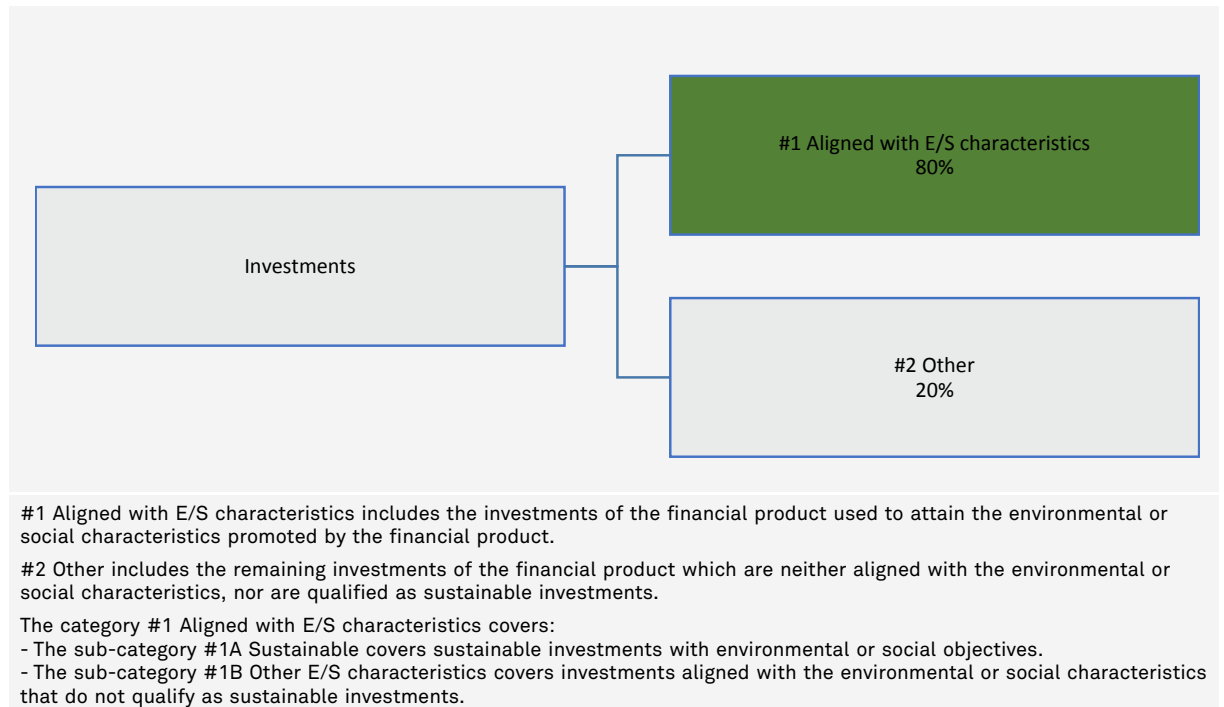 #1 Aligned with E/S characteristics
80%
Investments
#2 Other
20%
#1 Aligned with E/S characteristics includes the investments of the financial product used to attain the environmental or
social characteristics promoted by the financial product.
#2 Other includes the remaining investments of the financial product which are neither aligned with the environmental or
social characteristics, nor are qualified as sustainable investments.
The category #1 Aligned with E/S characteristics covers:
- The sub-category #1A Sustainable covers sustainable investments with environmental or social objectives.
- The sub-category #1B Other E/S characteristics covers investments aligned with the environmental or social characteristics
that do not qualify as sustainable investments.